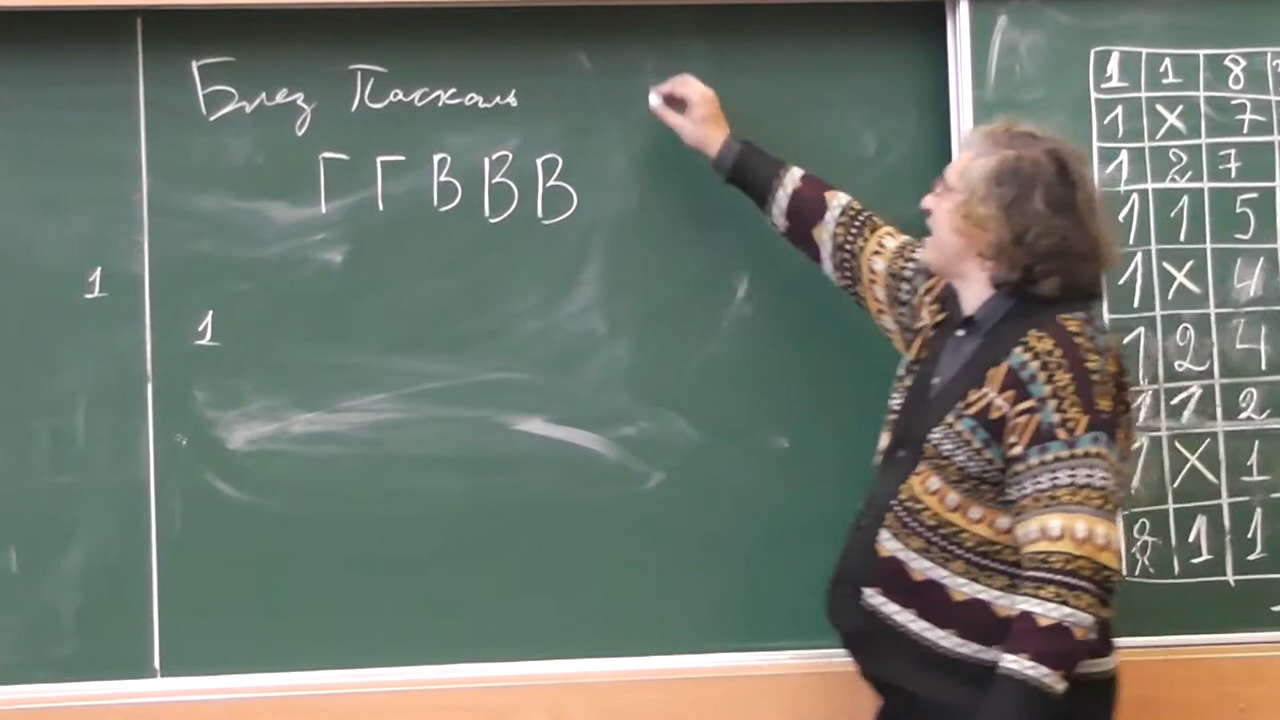 Блез Паскаль
Г Г В В В
1
1
1 1 8
1 X 7
1 2 7
1 1 5
1 X 4
1 2 4
1 1 2
1 X 1
1 1